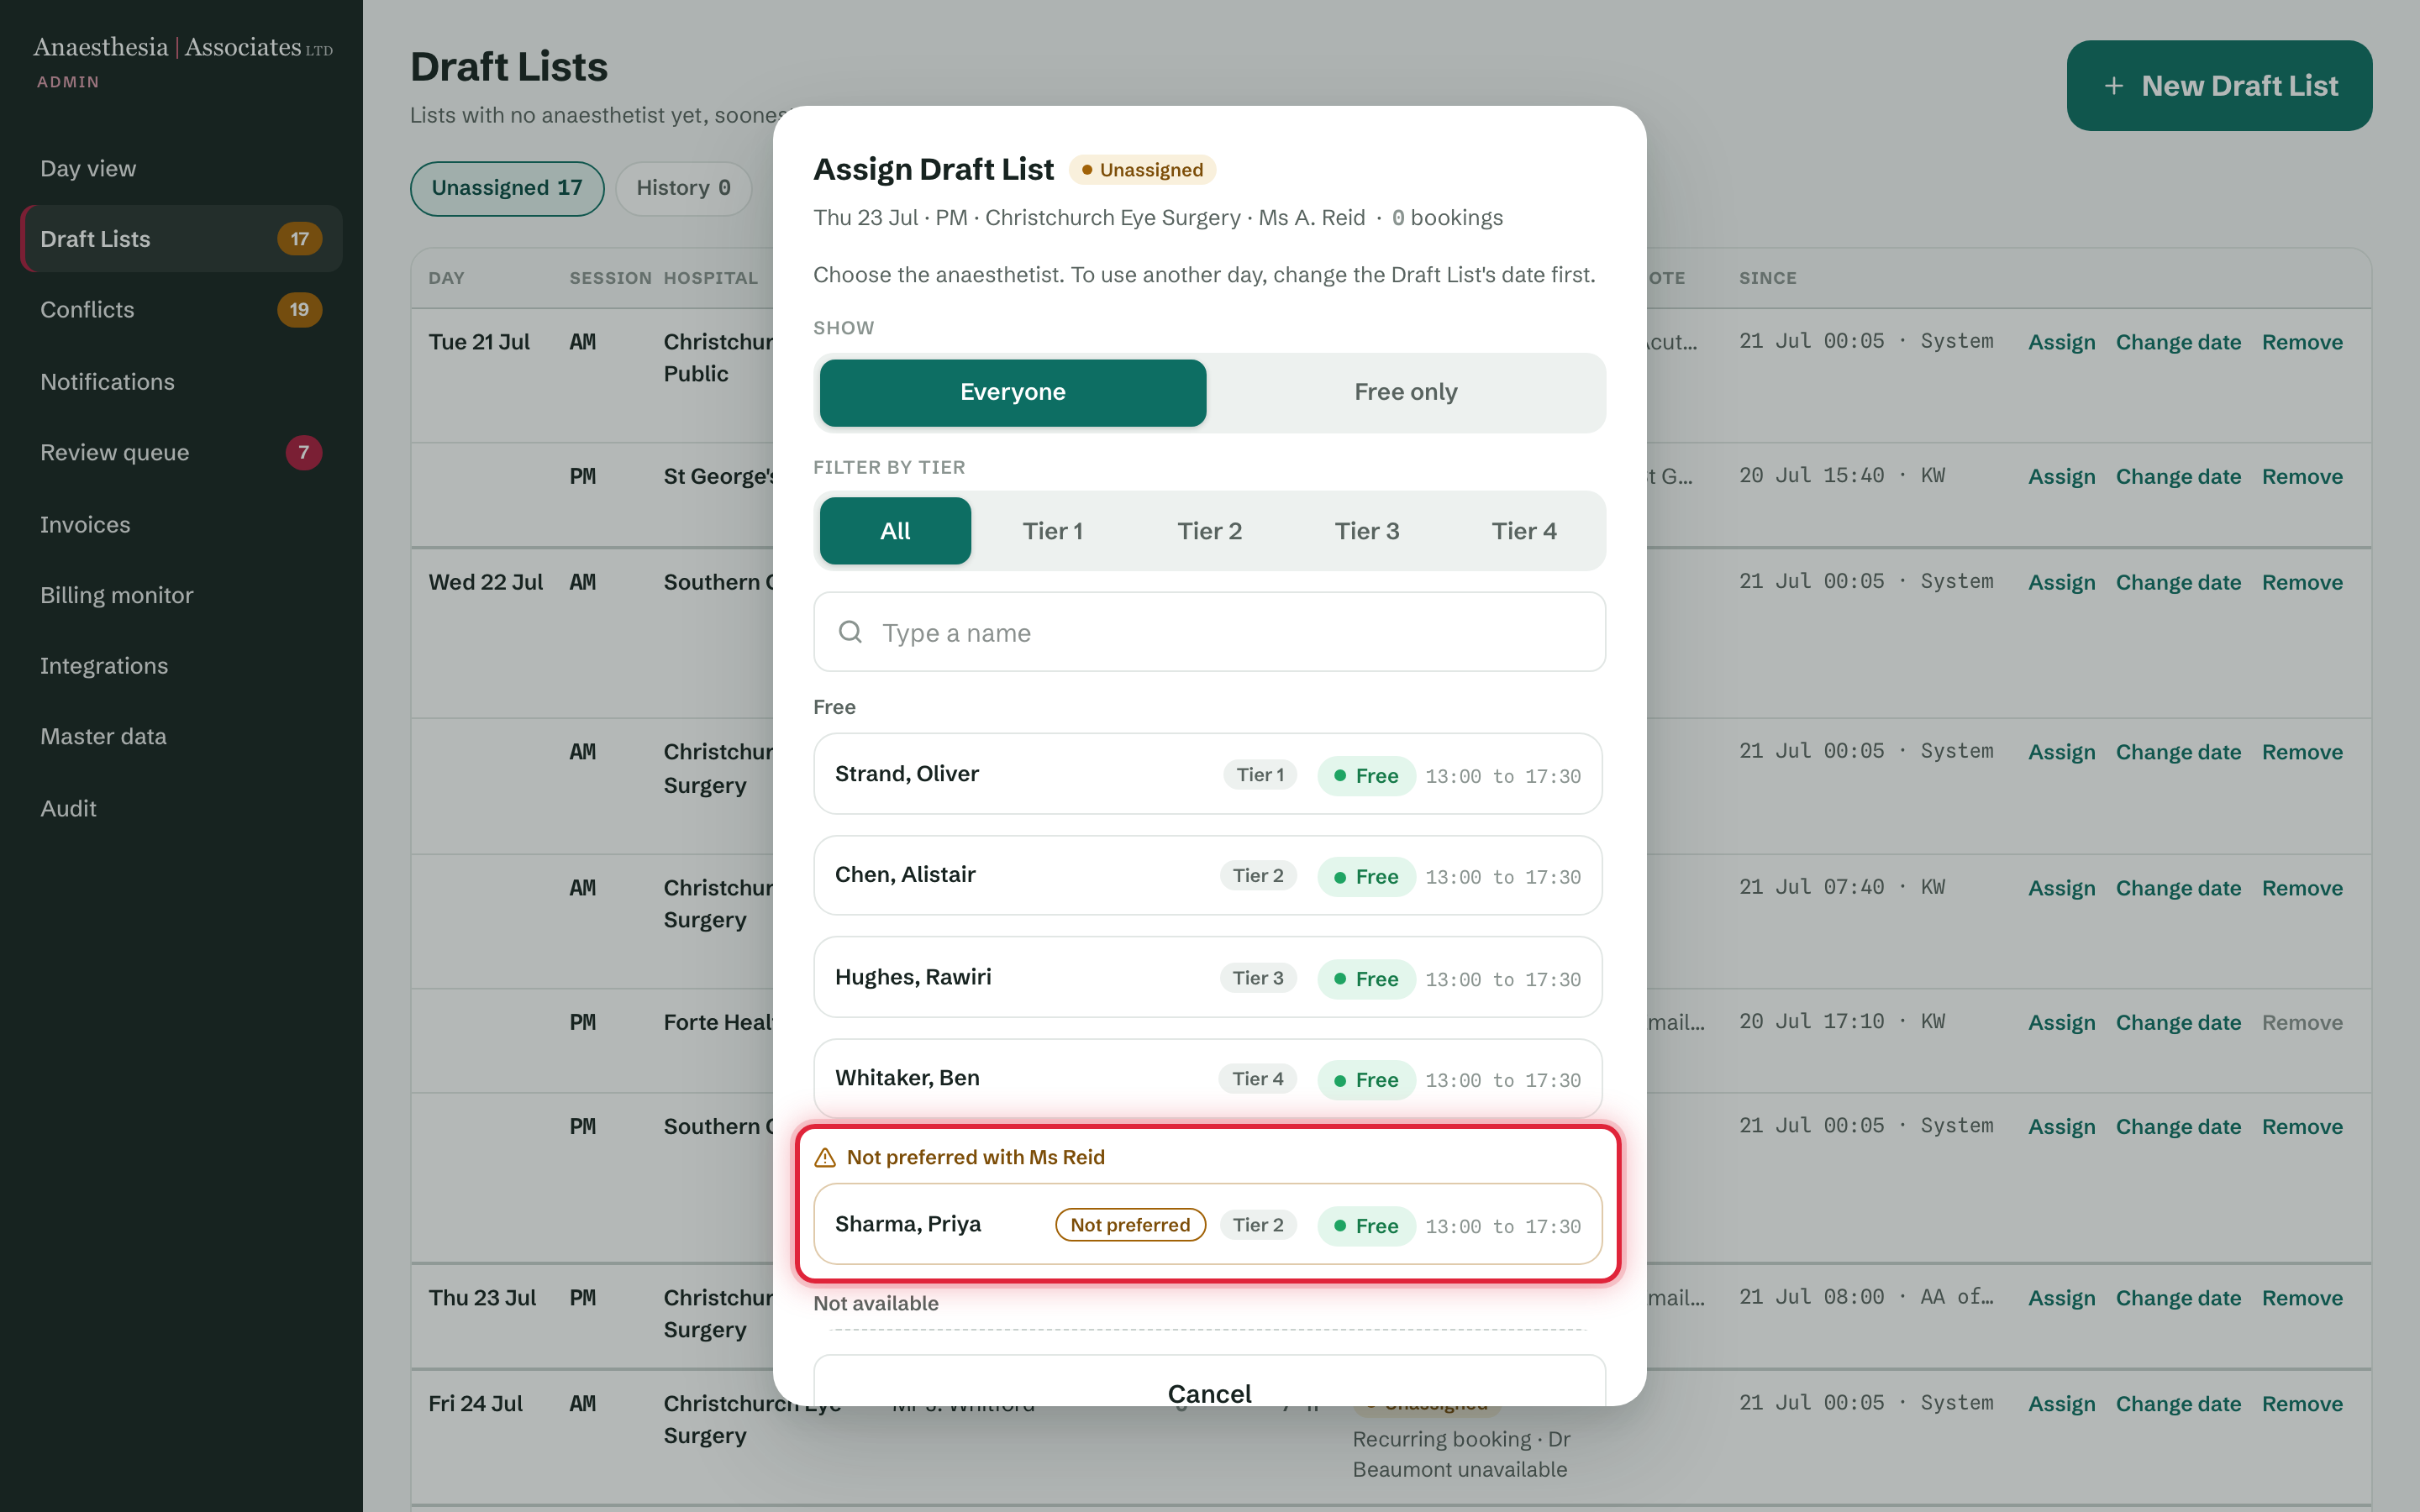 Anaesthesia | Associates LTD
ADMIN
Day view
Draft Lists 17
Conflicts 19
Notifications
Review queue 7
Invoices
Billing monitor
Integrations
Master data
Audit
Draft Lists
Lists with no anaesthetist yet,
+ New Draft List
Unassigned 17 History 0
DAY SESSION HOSPITAL SINCE
Tue 21 Jul AM 21 Jul 00:05 · System Assign Change date Remove
Public
PM St George's 20 Jul 15:40 · KW Assign Change date Remove
Wed 22 Jul AM Southern 21 Jul 00:05 · System Assign Change date Remove
AM 21 Jul 00:05 · System Assign Change date Remove
Surgery
AM 21 Jul 07:40 · KW Assign Change date Remove
Surgery
PM Forte 20 Jul 17:10 · KW Assign Change date Remove
PM Southern 21 Jul 00:05 · System Assign Change date Remove
Thu 23 Jul PM 21 Jul 08:00 · AA of… Assign Change date Remove
Surgery
Fri 24 Jul AM Christchurch Eye 21 Jul 00:05 · System Assign Change date Remove
Surgery
Recurring booking · Dr
Beaumont unavailable
Assign Draft List Unassigned
Thu 23 Jul · PM · Christchurch Eye Surgery · Ms A. Reid · 0 bookings
Choose the anaesthetist. To use another day, change the Draft List's date first.
SHOW
Everyone Free only
FILTER BY TIER
All Tier 1 Tier 2 Tier 3 Tier 4
Type a name
Free
Strand, Oliver Tier 1 Free 13:00 to 17:30
Chen, Alistair Tier 2 Free 13:00 to 17:30
Hughes, Rawiri Tier 3 Free 13:00 to 17:30
Whitaker, Ben Tier 4 Free 13:00 to 17:30
Not preferred with Ms Reid
Sharma, Priya Not preferred Tier 2 Free 13:00 to 17:30
Not available
Cancel